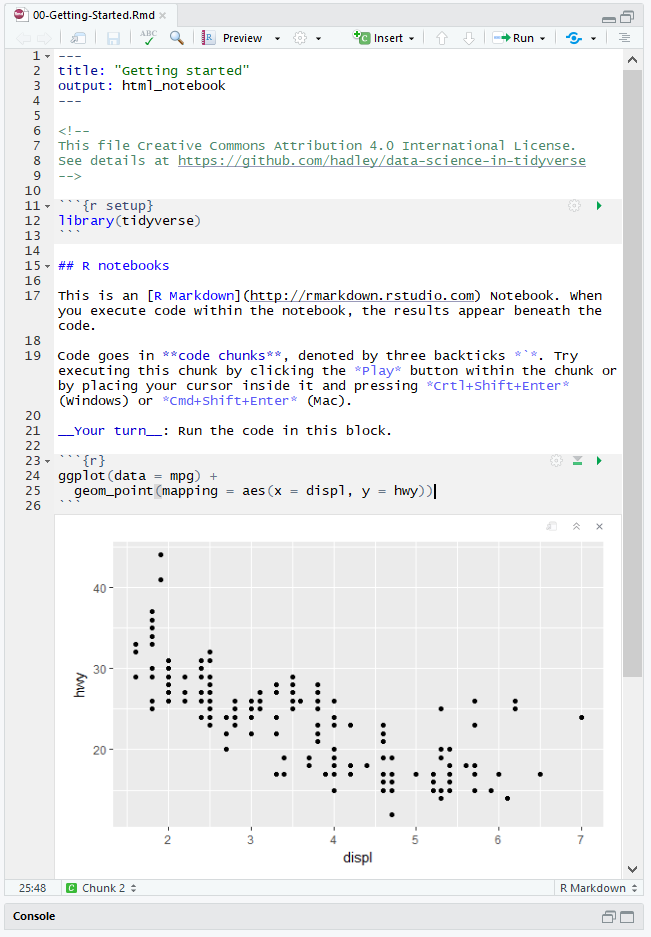 00-Getting-Started.Rmd
ABC
Preview
Insert
Run
1 ---
2 title: "Getting started"
3 output: html_notebook
4 ---
5
6 <!--
7 This file Creative Commons Attribution 4.0 International License.
8 See details at https://github.com/hadley/data-science-in-tidyverse
9 -->
10
11 ```{r setup}
12 library(tidyverse)
13 ```
14
15 ## R notebooks
16
17 This is an [R Markdown](http://rmarkdown.rstudio.com) Notebook. When
you execute code within the notebook, the results appear beneath the
code.
18
19 Code goes in **code chunks**, denoted by three backticks *`*. Try
executing this chunk by clicking the *Play* button within the chunk or
by placing your cursor inside it and pressing *Crtl+Shift+Enter*
(Windows) or *Cmd+Shift+Enter* (Mac).
20
21 __Your turn__: Run the code in this block.
22
23 ```{r}
24 ggplot(data = mpg) +
25   geom_point(mapping = aes(x = displ, y = hwy))
26 ```
40
30
20
hwy
2 3 4 5 6 7
displ
25:48 C Chunk 2 R Markdown
Console